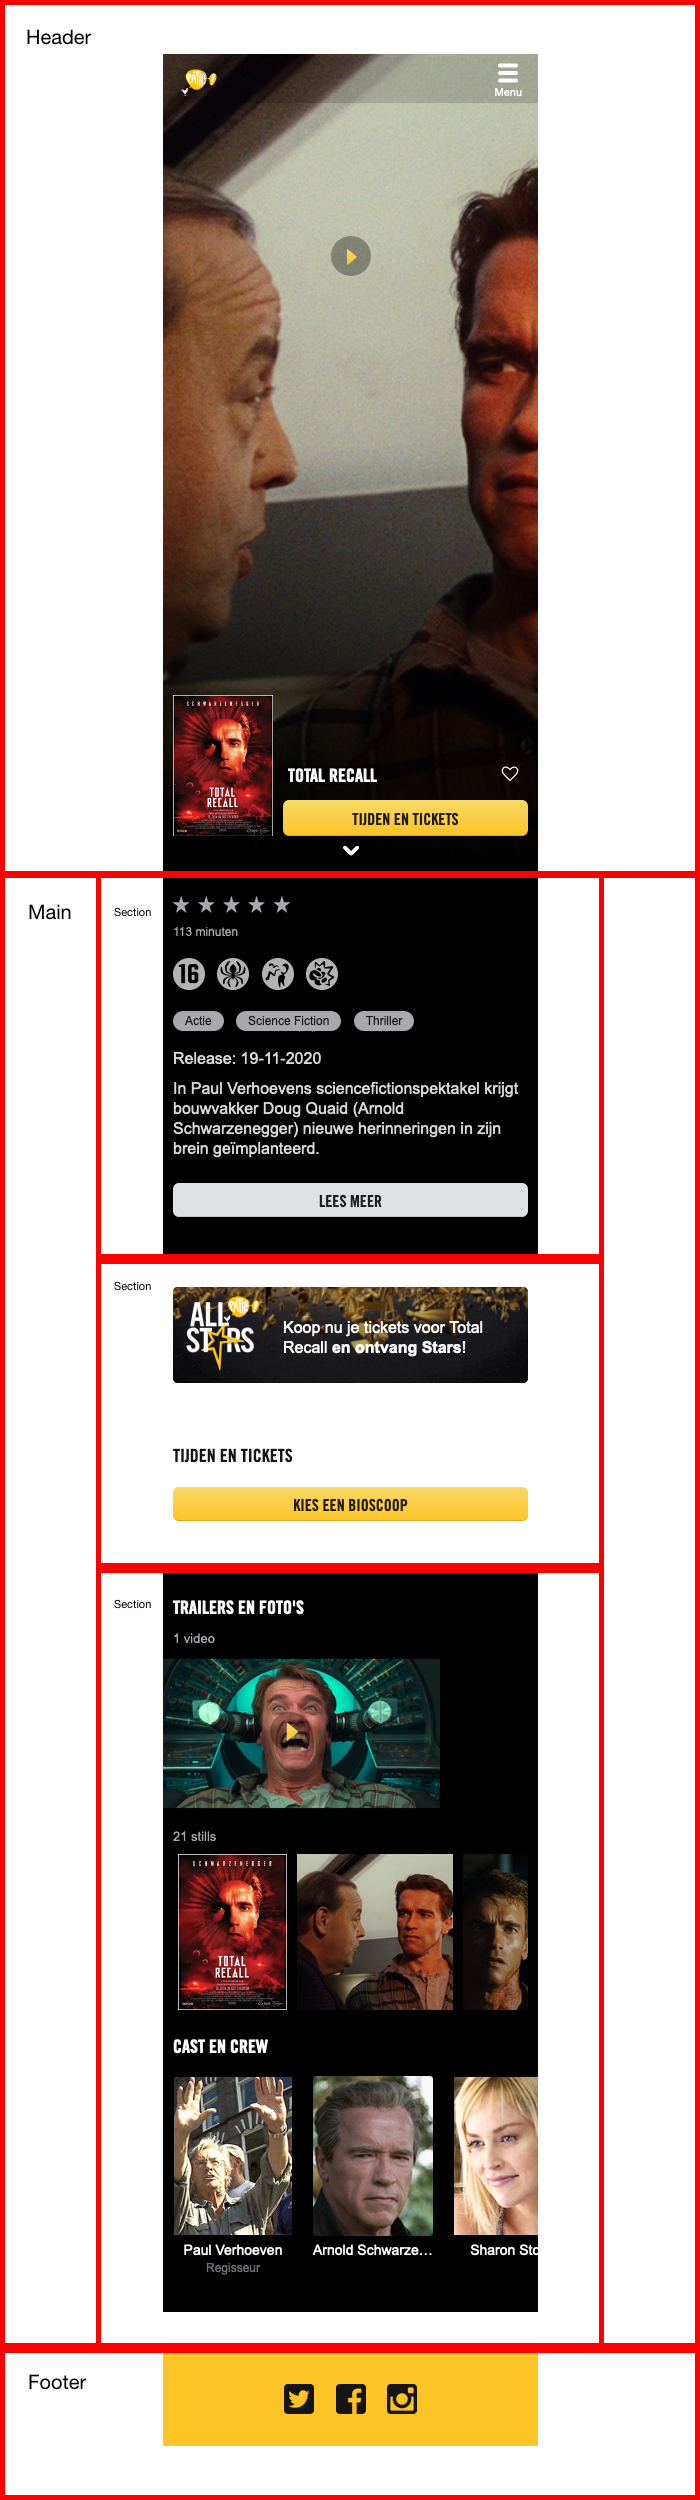 Header
PATHÉ
Menu
SCHWARZENEGGER
TOTAL
RECALL
TOTAL RECALL
TIJDEN EN TICKETS
Main
Section
113 minuten
16
Actie
Science Fiction
Thriller
Release: 19-11-2020
In Paul Verhoevens sciencefictionspektakel krijgt
bouwvakker Doug Quaid (Arnold
Schwarzenegger) nieuwe herinneringen in zijn
brein geïmplanteerd.
LEES MEER
Section
PATHÉ
ALL
STARS
Koop nu je tickets voor Total
Recall en ontvang Stars!
TIJDEN EN TICKETS
KIES EEN BIOSCOOP
Section
TRAILERS EN FOTO'S
1 video
21 stills
SCHWARZENEGGER
TOTAL
RECALL
CAST EN CREW
Paul Verhoeven
Regisseur
Arnold Schwarze...
Sharon Sto
Footer